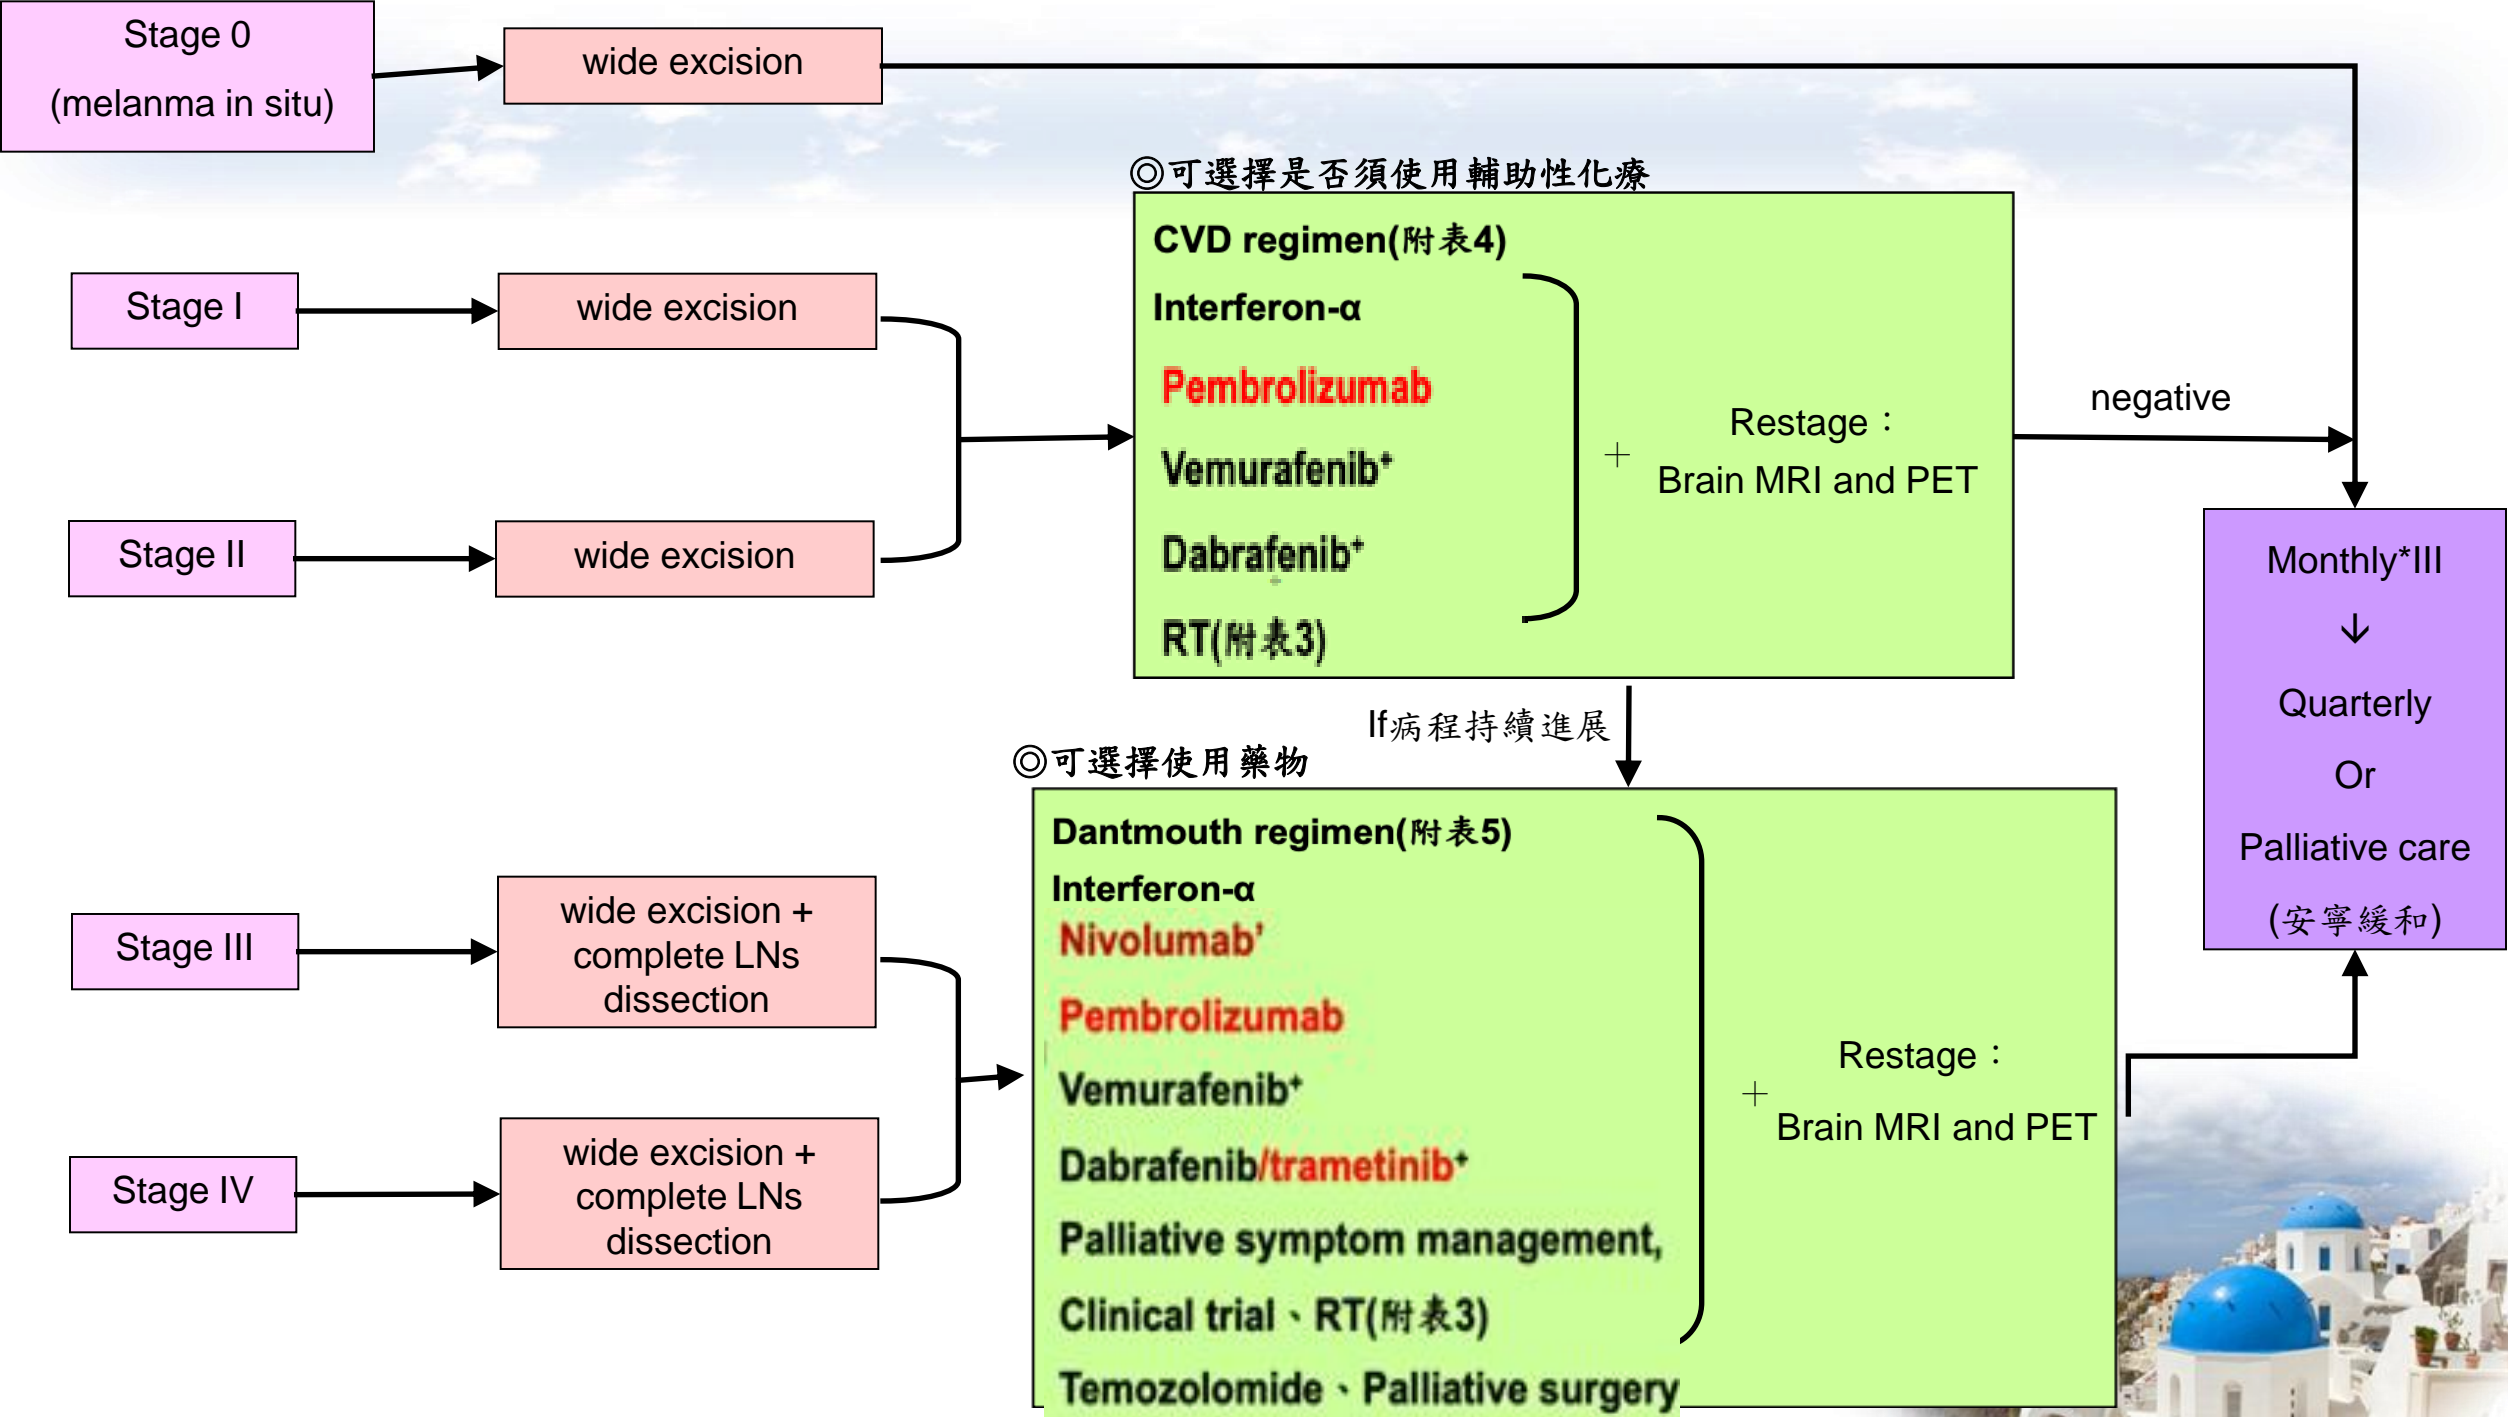 Stage 0
(melanma in situ)
wide excision
◎可選擇是否須使用輔助性化療
CVD regimen(附表4)
Interferon-α
Pembrolizumab
Vemurafenib+
Dabrafenib+
+
RT(附表3)
+
Restage：
Brain MRI and PET
Stage I
wide excision
Stage II
wide excision
negative
If病程持續進展
Monthly*III
↓
Quarterly
Or
Palliative care
(安寧緩和)
◎可選擇使用藥物
Dantmouth regimen(附表5)
Interferon-α
Nivolumab’
Pembrolizumab
Vemurafenib+
Dabrafenib/trametinib+
Palliative symptom management,
Clinical trial、RT(附表3)
Temozolomide、Palliative surgery
+
Restage：
Brain MRI and PET
Stage III
wide excision +
complete LNs
dissection
Stage IV
wide excision +
complete LNs
dissection